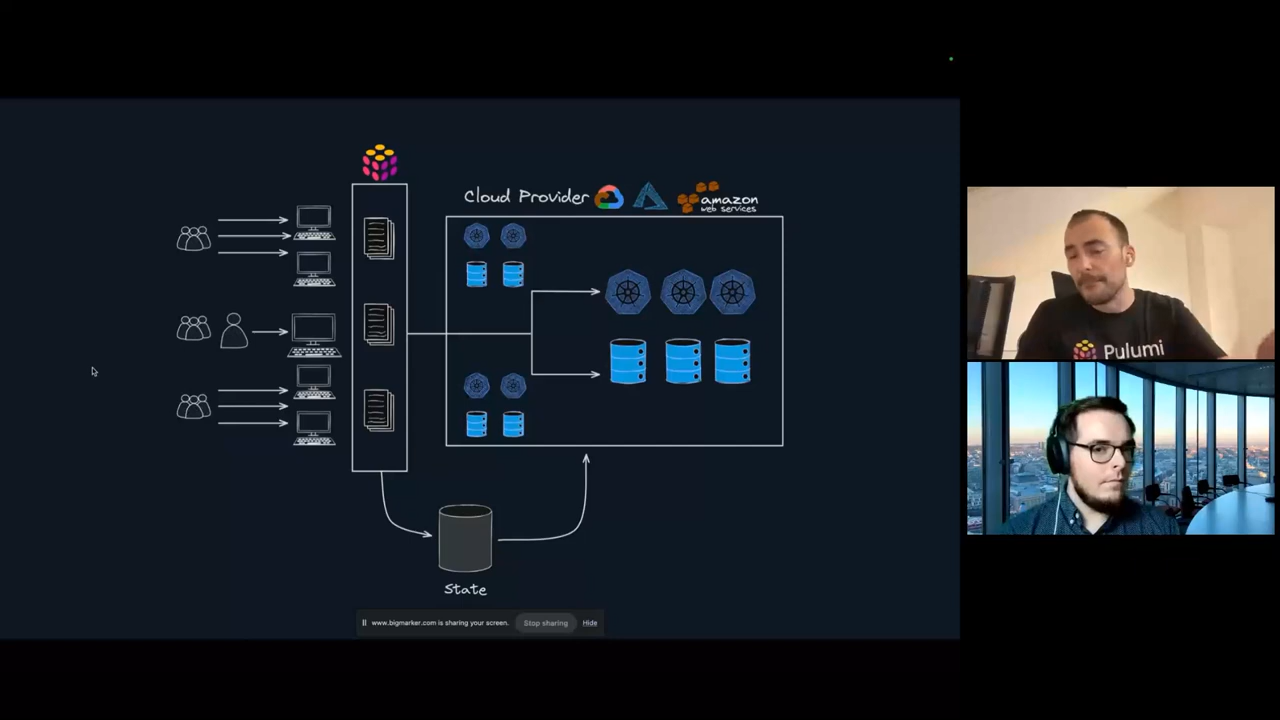 Cloud Provider
amazon
web services
State
www.bigmarker.com is sharing your screen. Stop sharing Hide
Pulumi